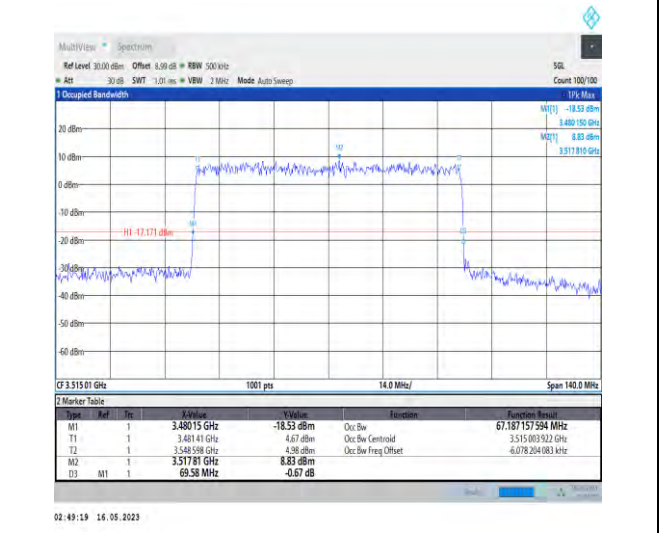 MultiView Spectrum
Ref Level 30.00 dBm Offset 8.99 dB RBW 500 kHz SGL
Att 30 dB SWT 1.01 ms VBW 2 MHz Mode Auto Sweep Count 100/100
1 Occupied Bandwidth 1Pk Max
M1[1] -18.53 dBm
3.480 150 GHz
20 dBm
M2[1] 8.83 dBm
3.517 810 GHz
M2
10 dBm
T1
0 dBm
-10 dBm
M1
H1 -17.171 dBm
-20 dBm
-30 dBm
-40 dBm
-50 dBm
-60 dBm
CF 3.515 01 GHz 1001 pts 14.0 MHz/ Span 140.0 MHz
2 Marker Table
Type Ref Trc X-Value Y-Value Function Function Result
M1 1 3.48015 GHz -18.53 dBm Occ Bw 67.187 157 594 MHz
T1 1 3.481 41 GHz 4.67 dBm Occ Bw Centroid 3.515 003 922 GHz
T2 1 3.548 598 GHz 4.98 dBm Occ Bw Freq Offset -6.078 204 083 kHz
M2 1 3.517 81 GHz 8.83 dBm
D3 M1 1 69.58 MHz -0.67 dB
02:49:19 16.05.2023